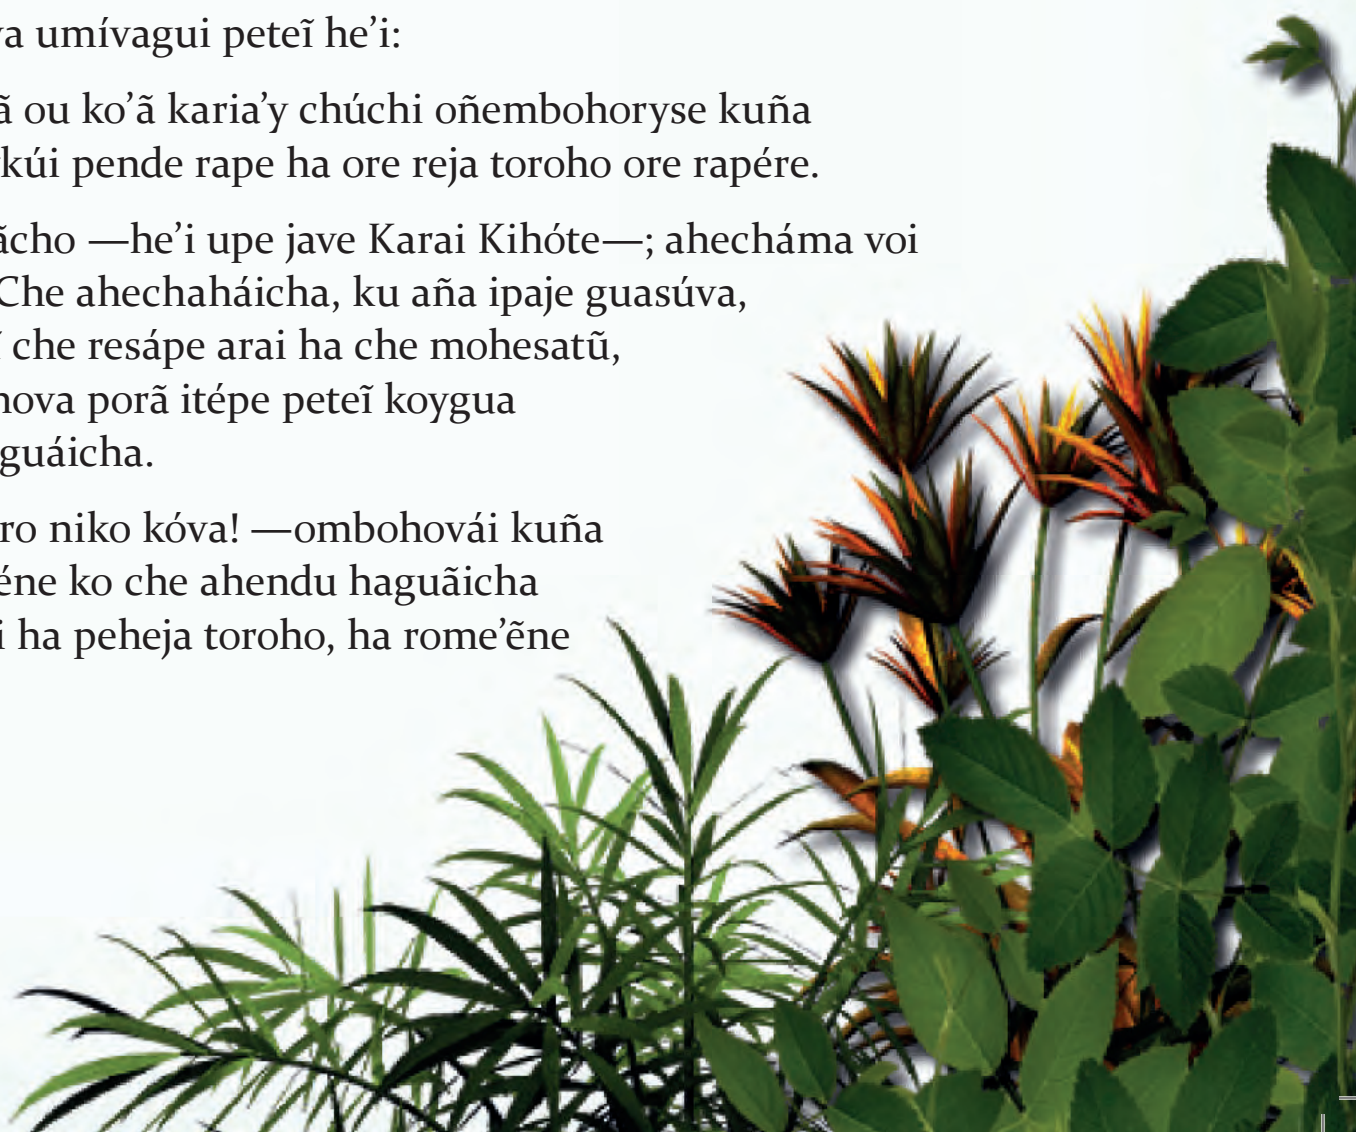 va umívagui peteĩ he’i:
ã ou ko’ã karia’y chúchi oñembohoryse kuña
kúi pende rape ha ore reja toroho ore rapére.
ácho —he’i upe jave Karai Kihóte—; ahecháma voi
Che ahechaháicha, ku aña ipaje guasúva,
che resápe arai ha che mohesatũ,
nova porã itépe peteĩ koygua
guáicha.
ro niko kóva! —ombohovái kuña
éne ko che ahendu haguãicha
i ha peheja toroho, ha rome’ẽne